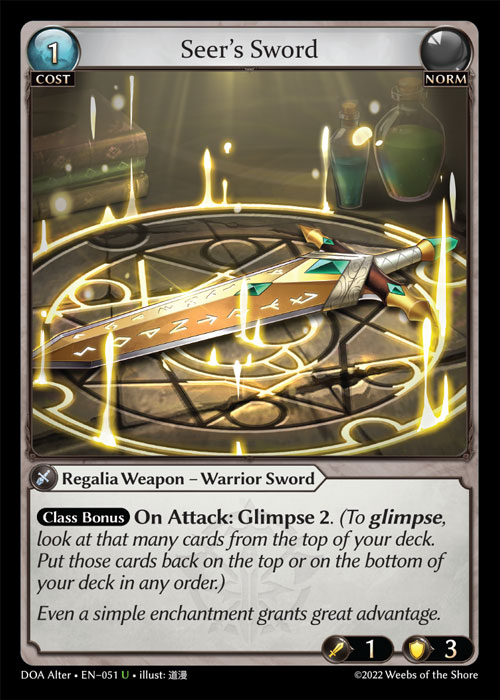 1
Seer's Sword
COST
NORM
Regalia Weapon – Warrior Sword
Class Bonus On Attack: Glimpse 2. (To glimpse,
look at that many cards from the top of your deck.
Put those cards back on the top or on the bottom of
your deck in any order.)
Even a simple enchantment grants great advantage.
1 3
DOA Alter • EN–051 U • illust: 道漫
©2022 Weebs of the Shore